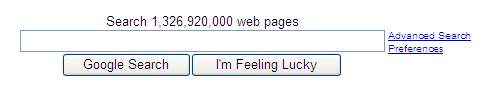 Search 1,326,920,000 web pages
Advanced Search
Preferences
Google Search
I'm Feeling Lucky